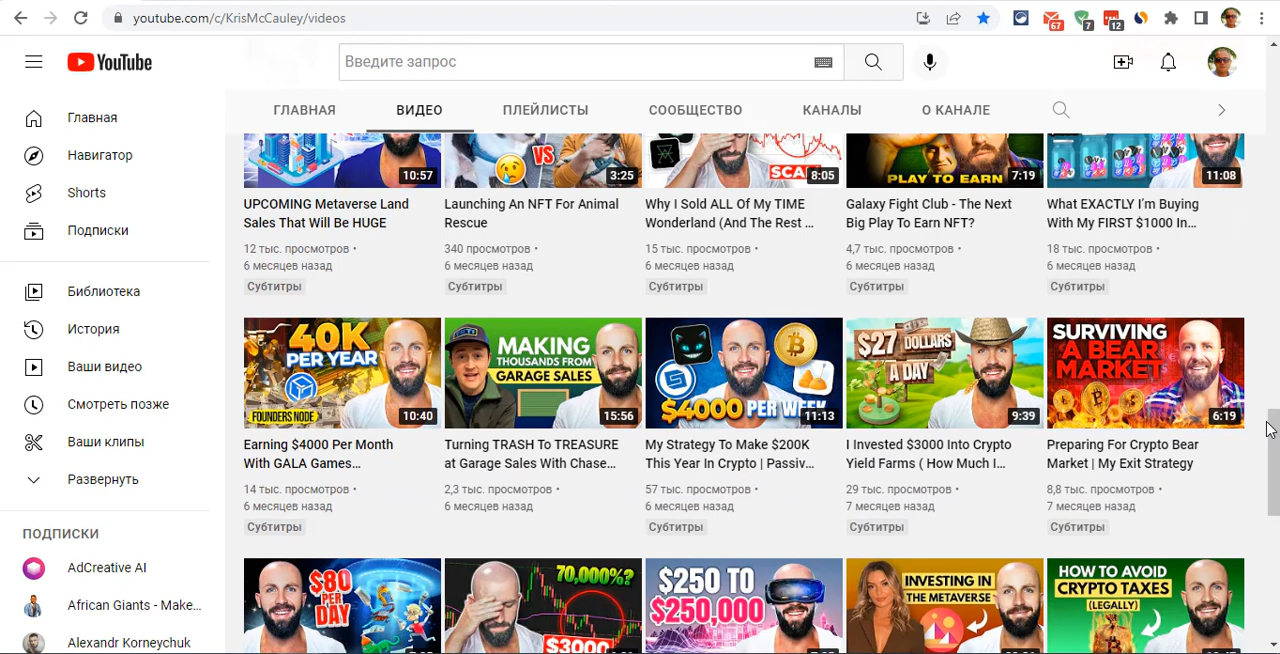 youtube.com/c/KrisMcCauley/videos
67
7
12
YouTube
Введите запрос
ГЛАВНАЯ
ВИДЕО
ПЛЕЙЛИСТЫ
СООБЩЕСТВО
КАНАЛЫ
О КАНАЛЕ
Главная
Навигатор
Shorts
Подписки
Библиотека
История
Ваши видео
Смотреть позже
Ваши клипы
Развернуть
ПОДПИСКИ
AdCreative AI
African Giants - Make...
Alexandr Korneychuk
10:57
UPCOMING Metaverse Land
Sales That Will Be HUGE
12 тыс. просмотров •
6 месяцев назад
Субтитры
VS
3:25
Launching An NFT For Animal
Rescue
340 просмотров •
6 месяцев назад
Субтитры
SCA
8:05
Why I Sold ALL Of My TIME
Wonderland (And The Rest ...
15 тыс. просмотров •
6 месяцев назад
Субтитры
PLAY TO EARN
7:19
Galaxy Fight Club - The Next
Big Play To Earn NFT?
4,7 тыс. просмотров •
6 месяцев назад
Субтитры
11:08
What EXACTLY I’m Buying
With My FIRST $1000 In...
18 тыс. просмотров •
6 месяцев назад
Субтитры
40K
PER YEAR
FOUNDERS NODE
10:40
Earning $4000 Per Month
With GALA Games...
14 тыс. просмотров •
6 месяцев назад
Субтитры
MAKING
THOUSANDS FROM
GARAGE SALES
15:56
Turning TRASH To TREASURE
at Garage Sales With Chase...
2,3 тыс. просмотров •
6 месяцев назад
$4000 PER WEEK
11:13
My Strategy To Make $200K
This Year In Crypto | Passiv...
57 тыс. просмотров •
6 месяцев назад
Субтитры
$27 DOLLARS
A DAY
9:39
I Invested $3000 Into Crypto
Yield Farms ( How Much I...
29 тыс. просмотров •
7 месяцев назад
Субтитры
SURVIVING
A BEAR
MARKET
6:19
Preparing For Crypto Bear
Market | My Exit Strategy
8,8 тыс. просмотров •
7 месяцев назад
Субтитры
$80
PER
DAY
70,000%?
$3000
$250 TO
$250,000
INVESTING IN
THE METAVERSE
HOW TO AVOID
CRYPTO TAXES
(LEGALLY)